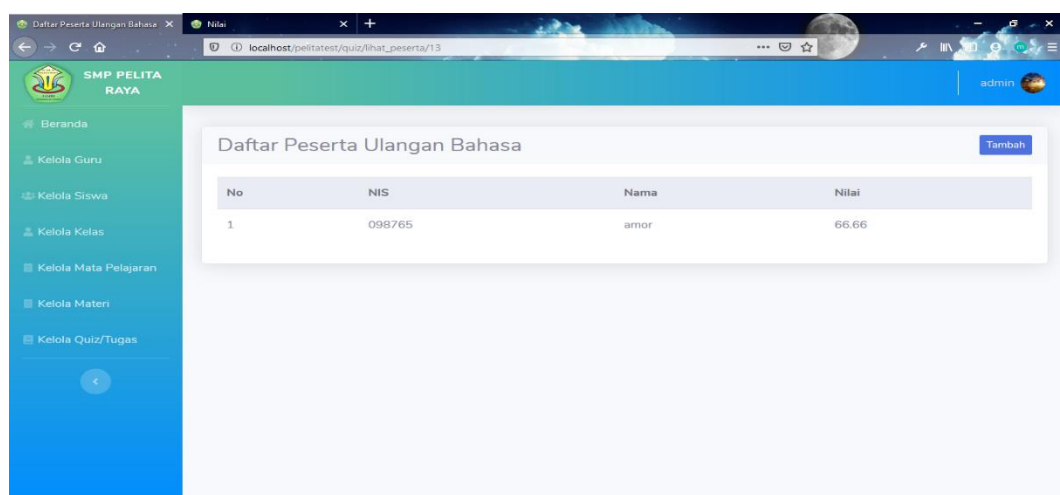 Daftar Peserta Ulangan Bahasa
Nilai
localhost/pelitatest/quiz/lihat_peserta/13
SMP PELITA
RAYA
admin
Beranda
Kelola Guru
Kelola Siswa
Kelola Kelas
Kelola Mata Pelajaran
Kelola Materi
Kelola Quiz/Tugas
Daftar Peserta Ulangan Bahasa
Tambah
No NIS Nama Nilai
1 098765 amor 66.66